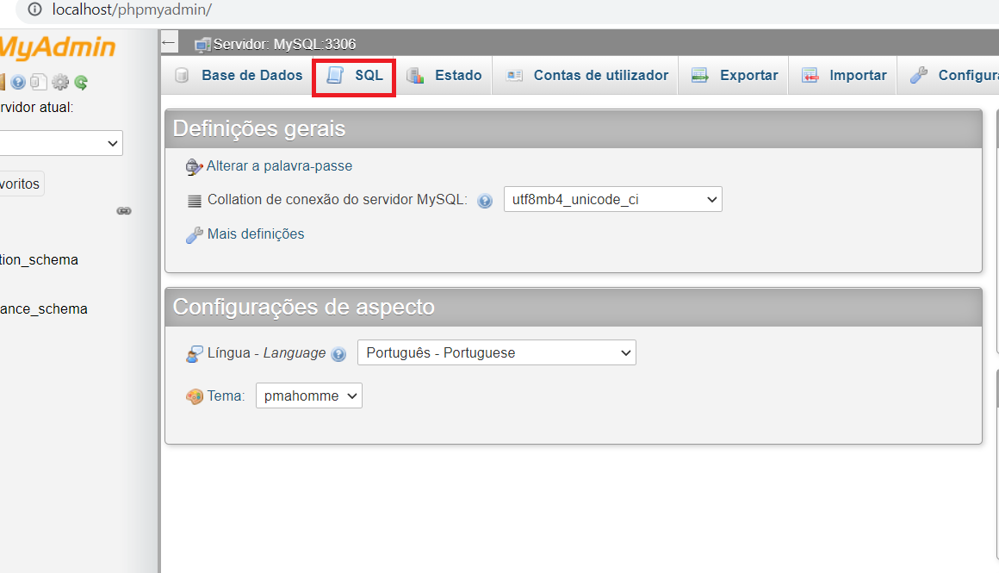 localhost/phpmyadmin/
MyAdmin
Servidor: MySQL:3306
Base de Dados SQL Estado Contas de utilizador Exportar Importar
rvidor atual:
voritos
tion_schema
ance_schema
Definições gerais
Alterar a palavra-passe
Collation de conexão do servidor MySQL: utf8mb4_unicode_ci
Mais definições
Configurações de aspecto
Língua - Language Português - Portuguese
Tema: pmahomme